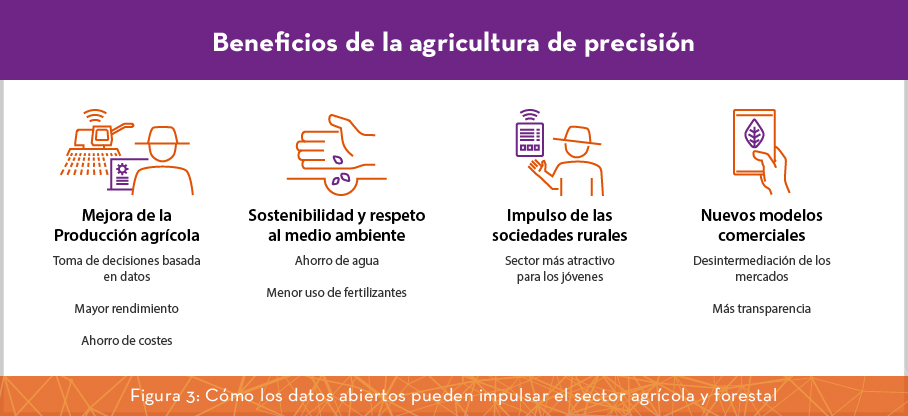 Beneficios de la agricultura de precisión
Mejora de la
Producción agrícola
Toma de decisiones basada
en datos
Mayor rendimiento
Ahorro de costes
Sostenibilidad y respeto
al medio ambiente
Ahorro de agua
Menor uso de fertilizantes
Impulso de las
sociedades rurales
Sector más atractivo
para los jóvenes
Nuevos modelos
comerciales
Desintermediación de los
mercados
Más transparencia
Figura 3: Cómo los datos abiertos pueden impulsar el sector agrícola y forestal